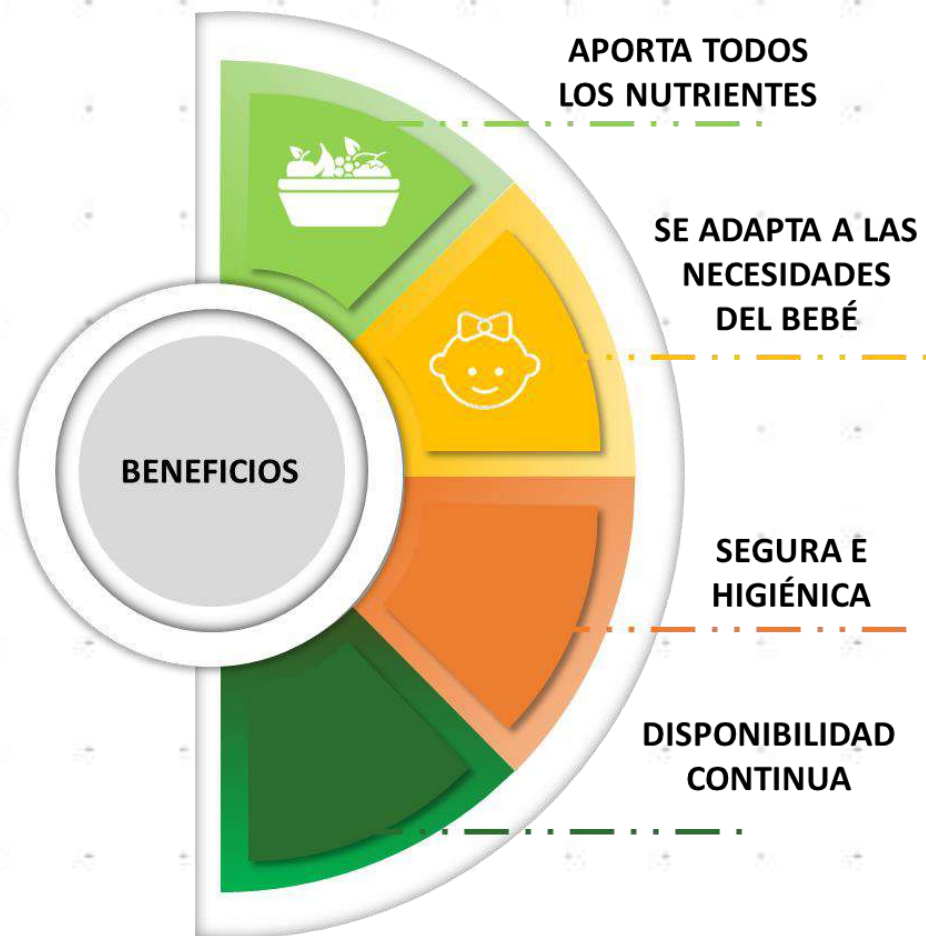 APORTA TODOS
LOS NUTRIENTES
SE ADAPTA A LAS
NECESIDADES
DEL BEBÉ
BENEFICIOS
SEGURA E
HIGIÉNICA
DISPONIBILIDAD
CONTINUA